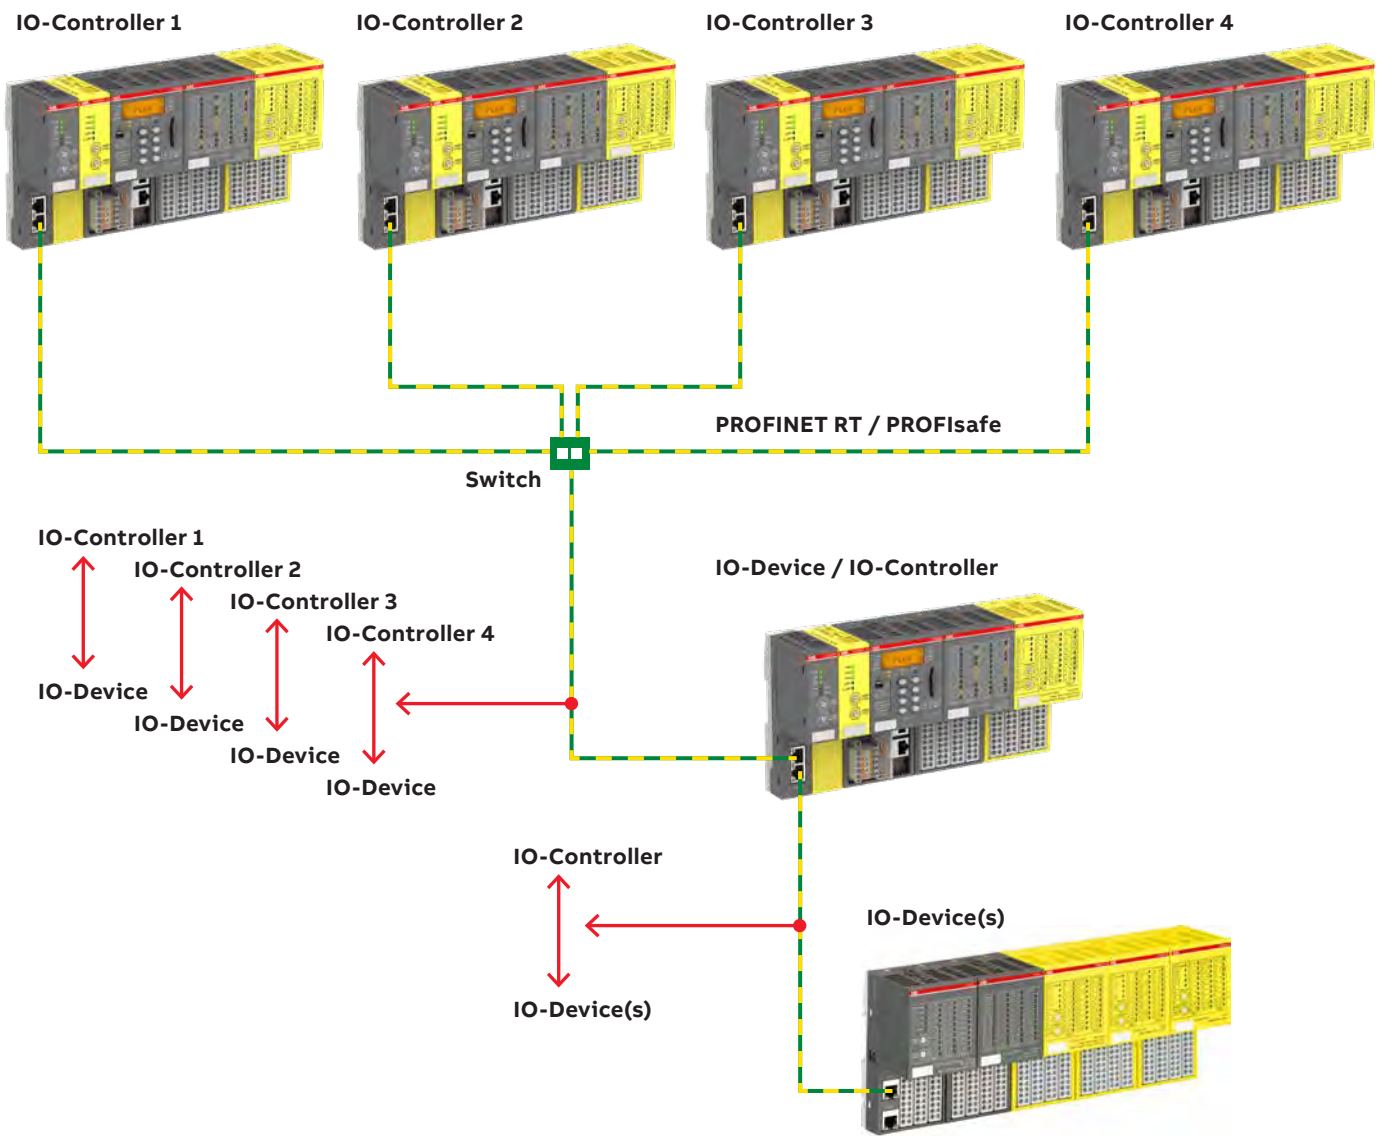 IO-Controller 1
IO-Controller 2
IO-Controller 3
IO-Controller 4
PROFINET RT / PROFIsafe
Switch
IO-Controller 1
IO-Controller 2
IO-Controller 3
IO-Controller 4
IO-Device
IO-Device
IO-Device
IO-Device
IO-Device / IO-Controller
IO-Controller
IO-Device(s)
IO-Device(s)